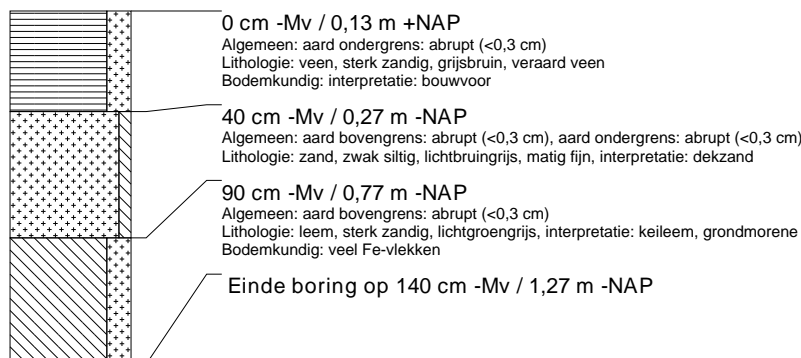 0 cm -Mv / 0,13 m +NAP
Algemeen: aard ondergrens: abrupt (<0,3 cm)
Lithologie: veen, sterk zandig, grijsbruin, veraard veen
Bodemkundig: interpretatie: bouwvoor
40 cm -Mv / 0,27 m -NAP
Algemeen: aard bovengrens: abrupt (<0,3 cm), aard ondergrens: abrupt (<0,3 cm)
Lithologie: zand, zwak siltig, lichtbruingrijs, matig fijn, interpretatie: dekzand
90 cm -Mv / 0,77 m -NAP
Algemeen: aard bovengrens: abrupt (<0,3 cm)
Lithologie: leem, sterk zandig, lichtgroengrijs, interpretatie: keileem, grondmorene
Bodemkundig: veel Fe-vlekken
Einde boring op 140 cm -Mv / 1,27 m -NAP